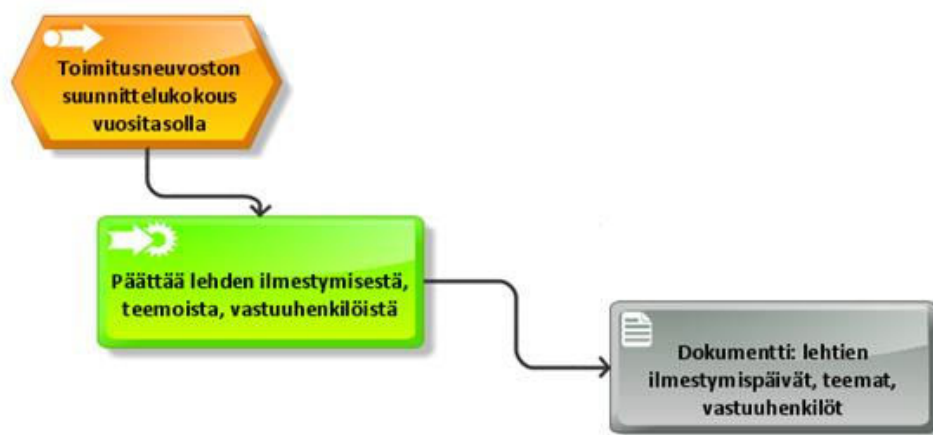 Toimitusneuvoston
suunnittelukokous
vuositasolla
Päättää lehden ilmestymisestä,
teemoista, vastuuhenkilöistä
Dokumentti: lehtien
ilmestymispäivät, teemat,
vastuuhenkilöt